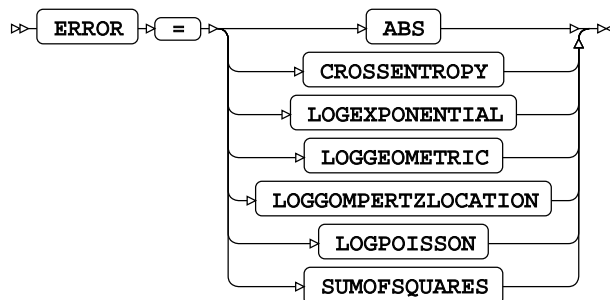 ERROR = ABS
CROSSENTROPY
LOGEXPONENTIAL
LOGGEOMETRIC
LOGGOMPERTZLOCATION
LOGPOISSON
SUMOFSQUARES